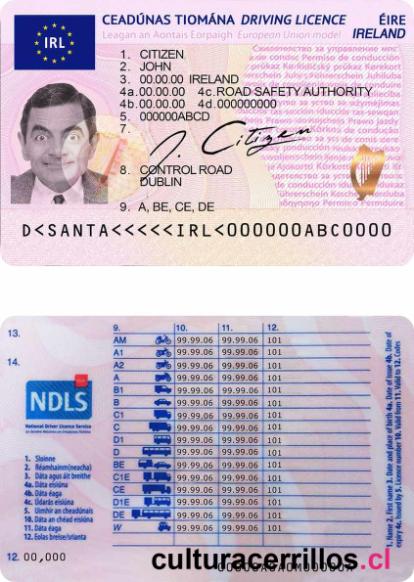 CEADÚNAS TIOMÁNA DRIVING LICENCE ÉIRE
Leagan an Aontais Eorpaigh European Union model IRELAND
IRL
1. CITIZEN
2. JOHN
3. 00.00.00 IRELAND
4a.00.00.00 4c.ROAD SAFETY AUTHORITY
4b.00.00.00 4d.000000000
5. 000000ABCD
7.
J. Citizen
8. CONTROL ROAD
DUBLIN
9. A, BE, CE, DE
D<SANTA<<<<<IRL<000000ABC0000
9. 10. 11. 12.
13.
14.
AM 99.99.06 99.99.06 101
A1 99.99.06 99.99.06 101
A2 99.99.06 99.99.06 101
A 99.99.06 99.99.06 101
B1 99.99.06 99.99.06 101
B 99.99.06 99.99.06 101
C1 99.99.06 99.99.06 101
C 99.99.06 99.99.06 101
D1 99.99.06 99.99.06 101
D 99.99.06 99.99.06 101
BE 99.99.06 99.99.06 101
C1E 99.99.06 99.99.06 101
CE 99.99.06 99.99.06 101
D1E 99.99.06 99.99.06 101
DE 99.99.06 99.99.06 101
W 99.99.06 99.99.06 101
NDLS
National Driver Licence Service
1. Sloinne
2. Réamhainm(neacha)
3. Dáta agus áit breithe
4a. Dáta eisiúna
4b. Dáta éaga
4c. Údarás eisiúna
5. Uimhir an cheadúnais
10. Dáta an chéad eisiúna
11. Dáta éaga
12. Eolas breise/srianta
1. Name 2. First name 3. Date and place of birth 4a. Date of issue 4b. Date of
expiry 4c. Issued by 5. Licence number 10. Valid from 11. Valid to 12. Codes
12. 00,000
culturacerrillos.cl